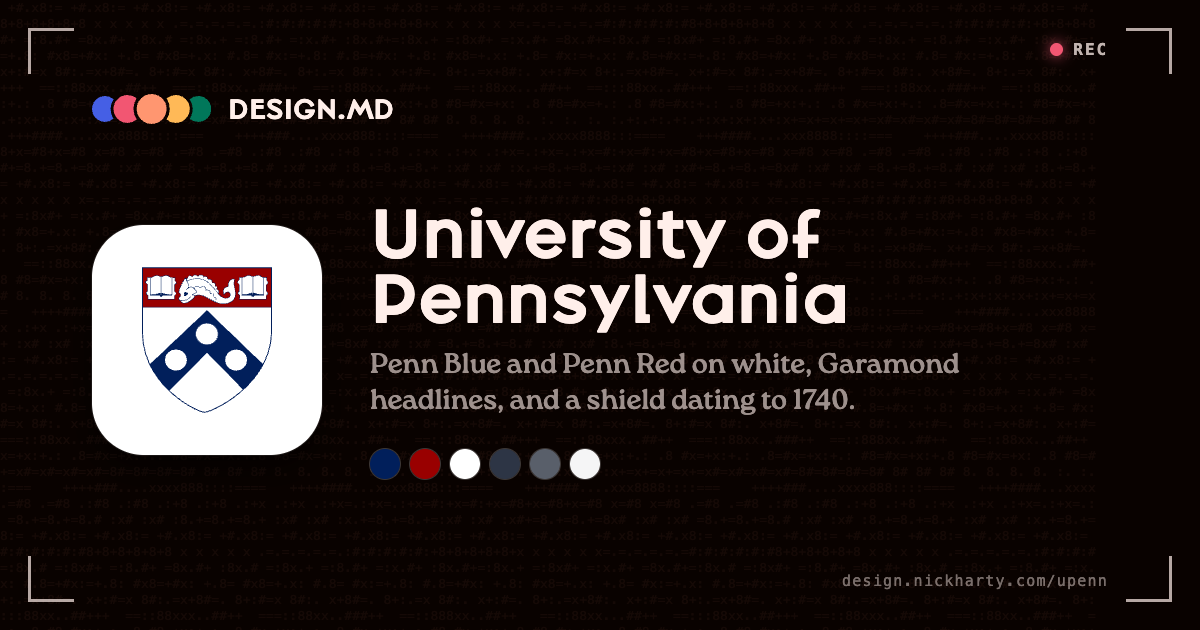 REC
DESIGN.MD
University of
Pennsylvania
Penn Blue and Penn Red on white, Garamond
headlines, and a shield dating to 1740.
design.nickharty.com/upenn